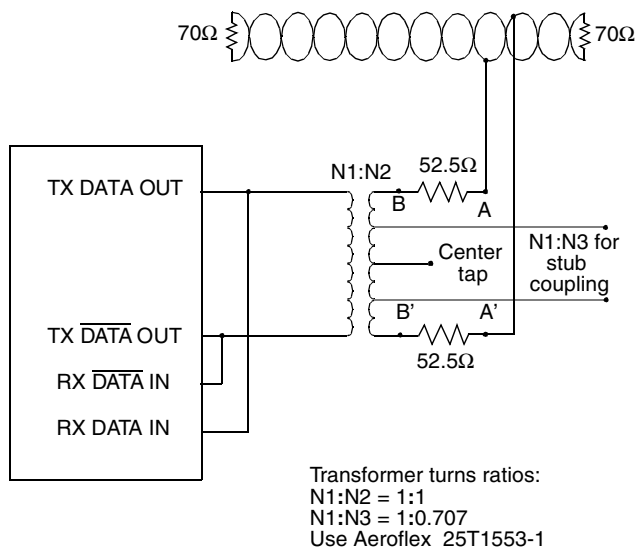 70Ω
70Ω
N1:N2
52.5Ω
TX DATA OUT
B
A
N1:N3 for
stub
coupling
Center
tap
B'
A'
TX D̅A̅T̅A̅ OUT
52.5Ω
RX D̅A̅T̅A̅ IN
RX DATA IN
Transformer turns ratios:
N1:N2 = 1:1
N1:N3 = 1:0.707
Use Aeroflex 25T1553-1